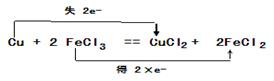 失 2e⁻
Cu + 2 FeCl₃ == CuCl₂ + 2FeCl₂
得 2×e⁻